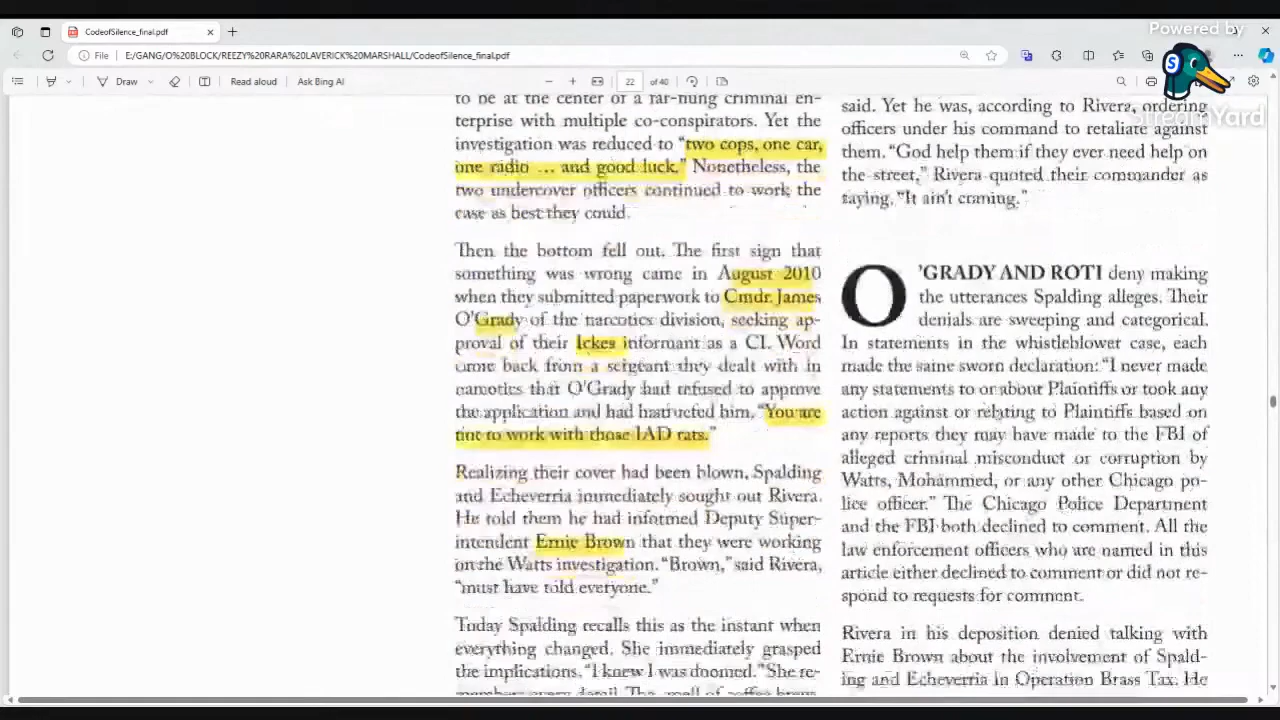 Powered by
CodeofSilence_final.pdf
File E:/GANG/O%20BLOCK/REEZY%20RARA%20LAVERICK%20MARSHALL/CodeofSilence_final.pdf
Draw Read aloud Ask Bing AI 22 of 40
StreamYard
to be at the center of a far-flung criminal en-
terprise with multiple co-conspirators. Yet the
investigation was reduced to “two cops, one car,
one radio … and good luck.” Nonetheless, the
two undercover officers continued to work the
case as best they could.
Then the bottom fell out. The first sign that
something was wrong came in August 2010
when they submitted paperwork to Cmdr. James
O'Grady of the narcotics division, seeking ap-
proval of their Ickes informant as a CI. Word
came back from a sergeant they dealt with in
narcotics that O'Grady had refused to approve
the application and had instructed him, “You are
not to work with those IAD rats.”
Realizing their cover had been blown, Spalding
and Echeverria immediately sought out Rivera.
He told them he had informed Deputy Super-
intendent Ernie Brown that they were working
on the Watts investigation. “Brown,” said Rivera,
“must have told everyone.”
Today Spalding recalls this as the instant when
everything changed. She immediately grasped
the implications. “I knew I was doomed.” She re-
member every detail. The smell of coffee
said. Yet he was, according to Rivera, ordering
officers under his command to retaliate against
them. “God help them if they ever need help on
the street,” Rivera quoted their commander as
saying. “It ain't coming.”
O'GRADY AND ROTI deny making
the utterances Spalding alleges. Their
denials are sweeping and categorical.
In statements in the whistleblower case, each
made the same sworn declaration: “I never made
any statements to or about Plaintiffs or took any
action against or relating to Plaintiffs based on
any reports they may have made to the FBI of
alleged criminal misconduct or corruption by
Watts, Mohammed, or any other Chicago po-
lice officer.” The Chicago Police Department
and the FBI both declined to comment. All the
law enforcement officers who are named in this
article either declined to comment or did not re-
spond to requests for comment.
Rivera in his deposition denied talking with
Ernie Brown about the involvement of Spald-
ing and Echeverria in Operation Brass Tax. He